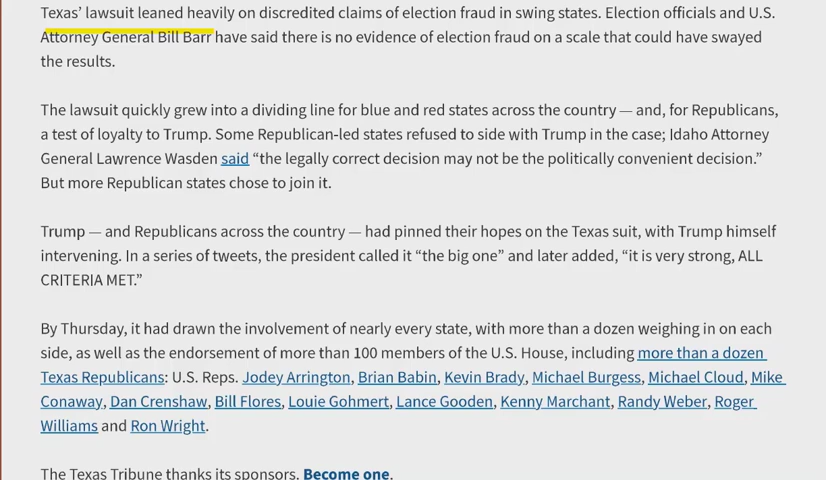 Texas’ lawsuit leaned heavily on discredited claims of election fraud in swing states. Election officials and U.S.
Attorney General Bill Barr have said there is no evidence of election fraud on a scale that could have swayed
the results.
The lawsuit quickly grew into a dividing line for blue and red states across the country — and, for Republicans,
a test of loyalty to Trump. Some Republican-led states refused to side with Trump in the case; Idaho Attorney
General Lawrence Wasden said “the legally correct decision may not be the politically convenient decision.”
But more Republican states chose to join it.
Trump — and Republicans across the country — had pinned their hopes on the Texas suit, with Trump himself
intervening. In a series of tweets, the president called it “the big one” and later added, “it is very strong, ALL
CRITERIA MET.”
By Thursday, it had drawn the involvement of nearly every state, with more than a dozen weighing in on each
side, as well as the endorsement of more than 100 members of the U.S. House, including more than a dozen
Texas Republicans: U.S. Reps. Jodey Arrington, Brian Babin, Kevin Brady, Michael Burgess, Michael Cloud, Mike
Conaway, Dan Crenshaw, Bill Flores, Louie Gohmert, Lance Gooden, Kenny Marchant, Randy Weber, Roger
Williams and Ron Wright.
The Texas Tribune thanks its sponsors. Become one.